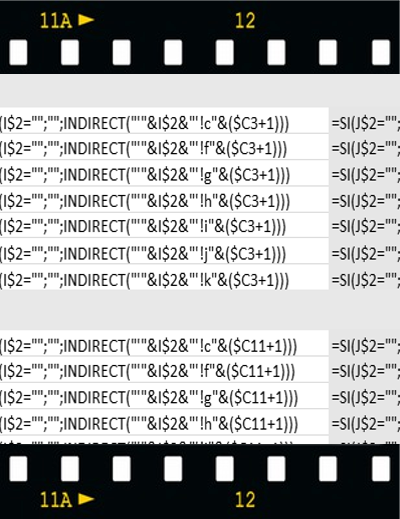 11A ► 12
(I$2="";"";INDIRECT("'"&I$2&"'!c"&($C3+1))) =SI(J$2="";
(I$2="";"";INDIRECT("'"&I$2&"'!f"&($C3+1))) =SI(J$2="";
(I$2="";"";INDIRECT("'"&I$2&"'!g"&($C3+1))) =SI(J$2="";
(I$2="";"";INDIRECT("'"&I$2&"'!h"&($C3+1))) =SI(J$2="";
(I$2="";"";INDIRECT("'"&I$2&"'!i"&($C3+1))) =SI(J$2="";
(I$2="";"";INDIRECT("'"&I$2&"'!j"&($C3+1))) =SI(J$2="";
(I$2="";"";INDIRECT("'"&I$2&"'!k"&($C3+1))) =SI(J$2="";
(I$2="";"";INDIRECT("'"&I$2&"'!c"&($C11+1))) =SI(J$2="";
(I$2="";"";INDIRECT("'"&I$2&"'!f"&($C11+1))) =SI(J$2="";
(I$2="";"";INDIRECT("'"&I$2&"'!g"&($C11+1))) =SI(J$2="";
(I$2="";"";INDIRECT("'"&I$2&"'!h"&($C11+1))) =SI(J$2="";
11A ► 12